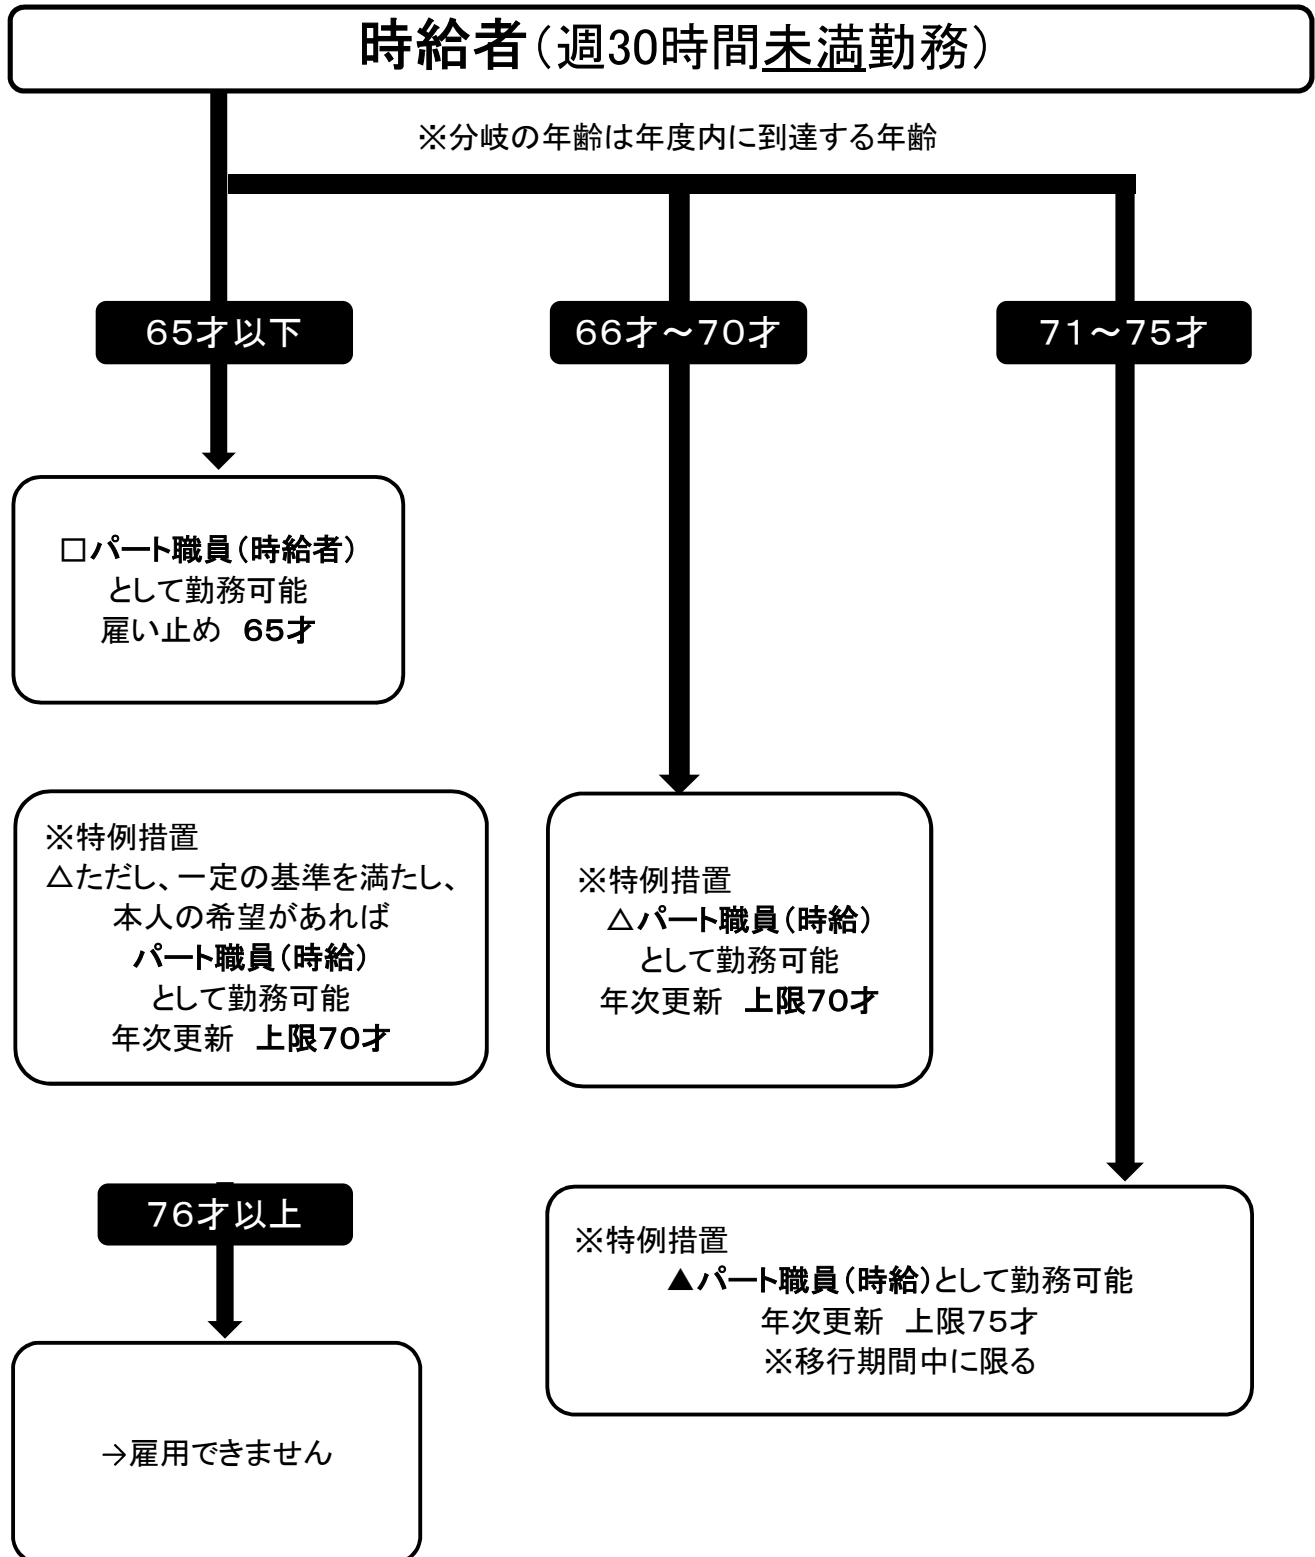 時給者（週30時間未満勤務）
※分岐の年齢は年度内に到達する年齢
65才以下
66才～70才
71～75才
□パート職員（時給者）
として勤務可能
雇い止め　65才
※特例措置
△ただし、一定の基準を満たし、
本人の希望があれば
パート職員（時給）
として勤務可能
年次更新　上限70才
※特例措置
△パート職員（時給）
として勤務可能
年次更新　上限70才
76才以上
→雇用できません
※特例措置
▲パート職員（時給）として勤務可能
年次更新　上限75才
※移行期間中に限る